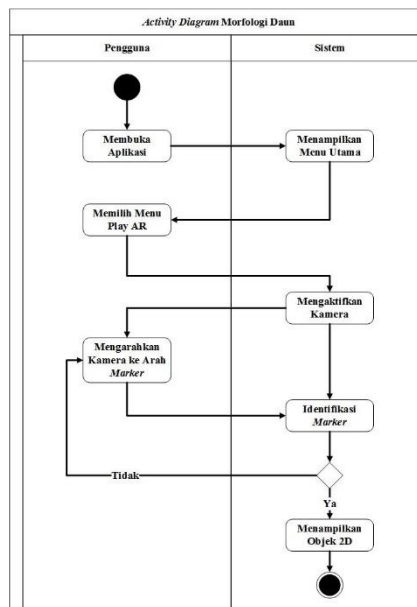 Activity Diagram Morfologi Daun
Pengguna
Sistem
Membuka
Aplikasi
Menampilkan
Menu Utama
Memilih Menu
Play AR
Mengaktifkan
Kamera
Mengarahkan
Kamera ke Arah
Marker
Identifikasi
Marker
Tidak
Ya
Menampilkan
Objek 2D